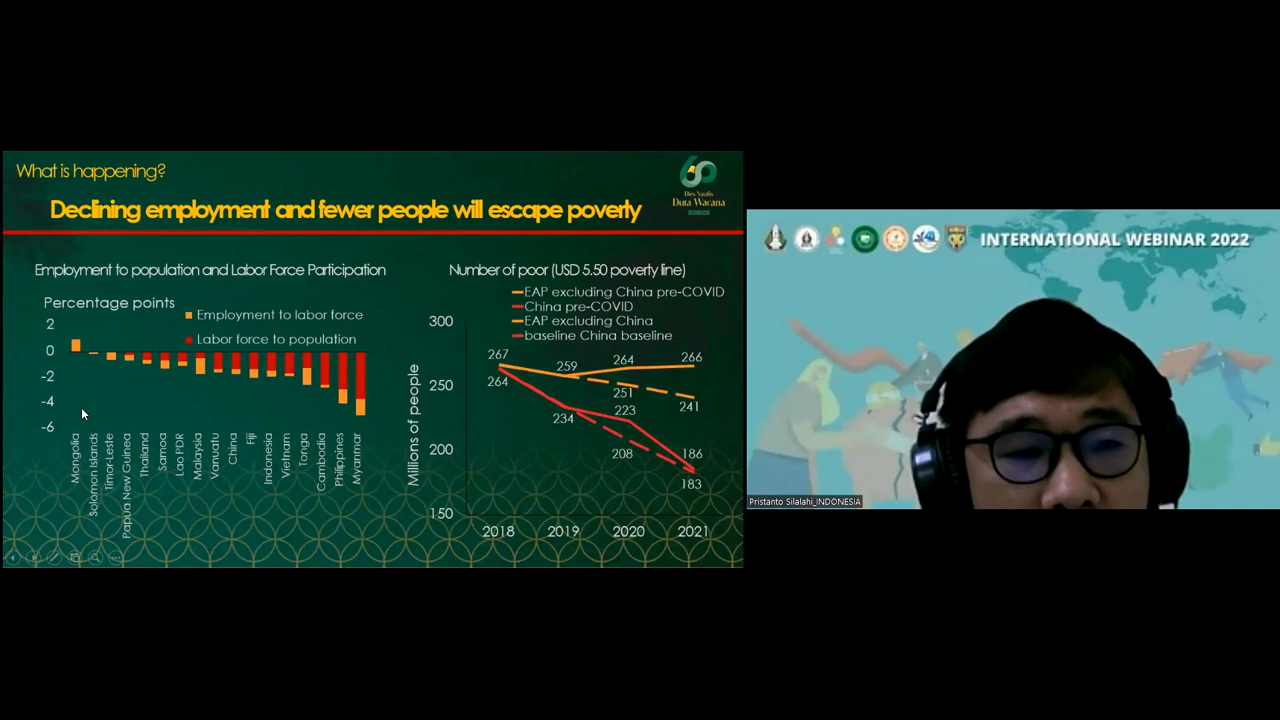 What is happening?
60
Dies Natalis
Duta Wacana
Declining employment and fewer people will escape poverty
Employment to population and Labor Force Participation
Percentage points
Employment to labor force
Labor force to population
2
0
-2
-4
-6
Mongolia
Solomon Islands
Timor-Leste
Papua New Guinea
Thailand
Samoa
Lao PDR
Malaysia
Vanuatu
China
Fiji
Indonesia
Vietnam
Tonga
Cambodia
Philippines
Myanmar
Number of poor (USD 5.50 poverty line)
EAP excluding China pre-COVID
China pre-COVID
EAP excluding China
baseline China baseline
Millions of people
300
250
200
150
267
264
259
234
264
251
223
208
266
241
186
183
2018 2019 2020 2021
INTERNATIONAL WEBINAR 2022
Pristanto Silalahi_INDONESIA